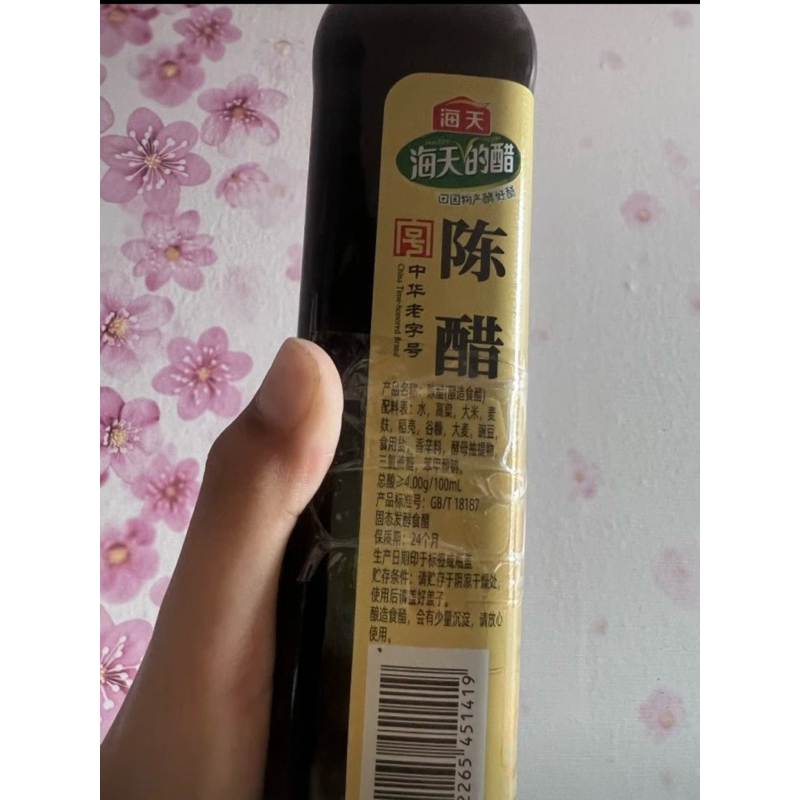 海天
海天的醋
田园物产酿好醋
陈醋
中华老字号
China Time-honored Brand
产品名称：陈醋(酿造食醋)
配料表：水，高粱，大米，麦
麸，稻壳，谷糠，大麦，豌豆，
食用盐，香辛料，酵母抽提物，
三氯蔗糖，苯甲酸钠。
总酸≥4.00g/100mL
产品标准号：GB/T 18187
固态发酵食醋
保质期：24个月
生产日期印于标签或瓶盖
贮存条件：请贮存于阴凉干燥处，
使用后请盖好盖子。
酿造食醋，会有少量沉淀，请放心
使用。
2265 451419